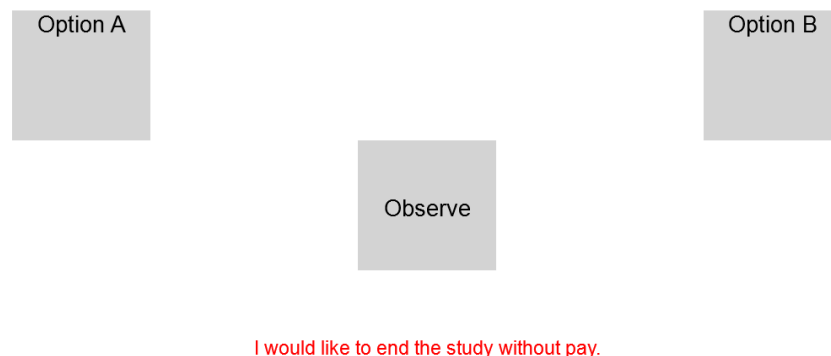 Option A
Option B
Observe
I would like to end the study without pay.